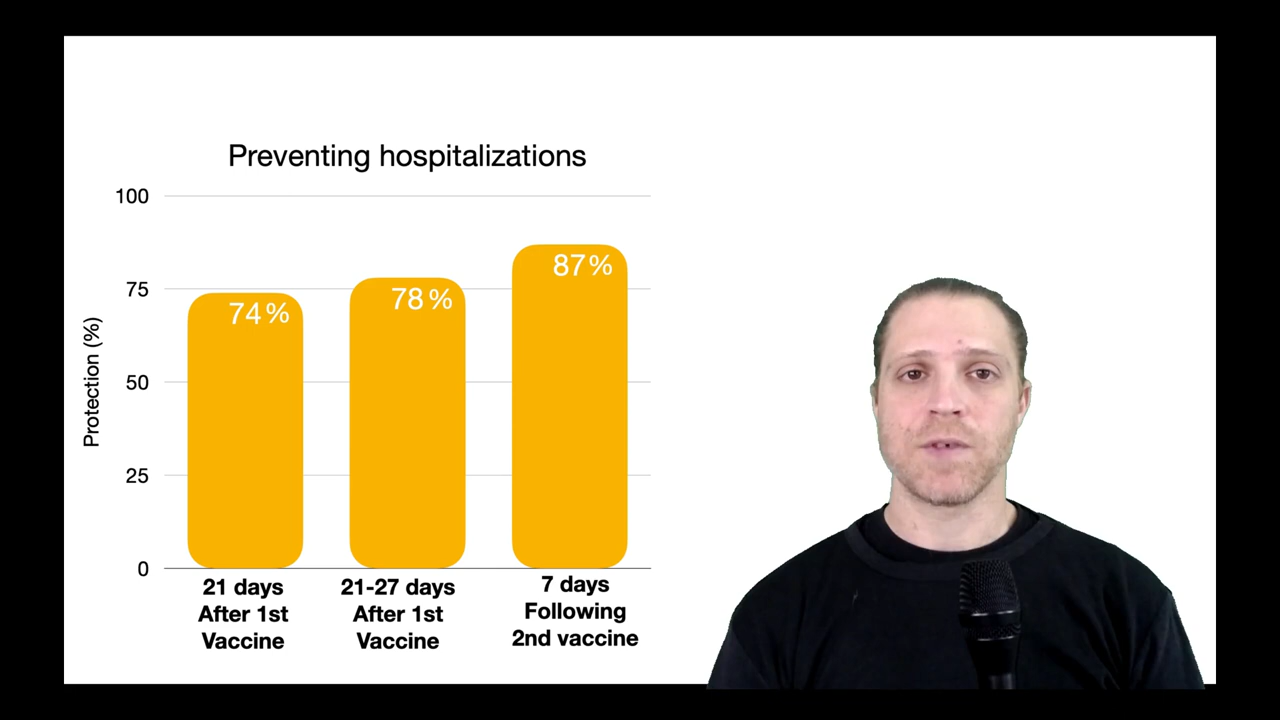 Preventing hospitalizations
100
75
50
25
0
Protection (%)
74%
78%
87%
21 days
After 1st
Vaccine
21-27 days
After 1st
Vaccine
7 days
Following
2nd vaccine